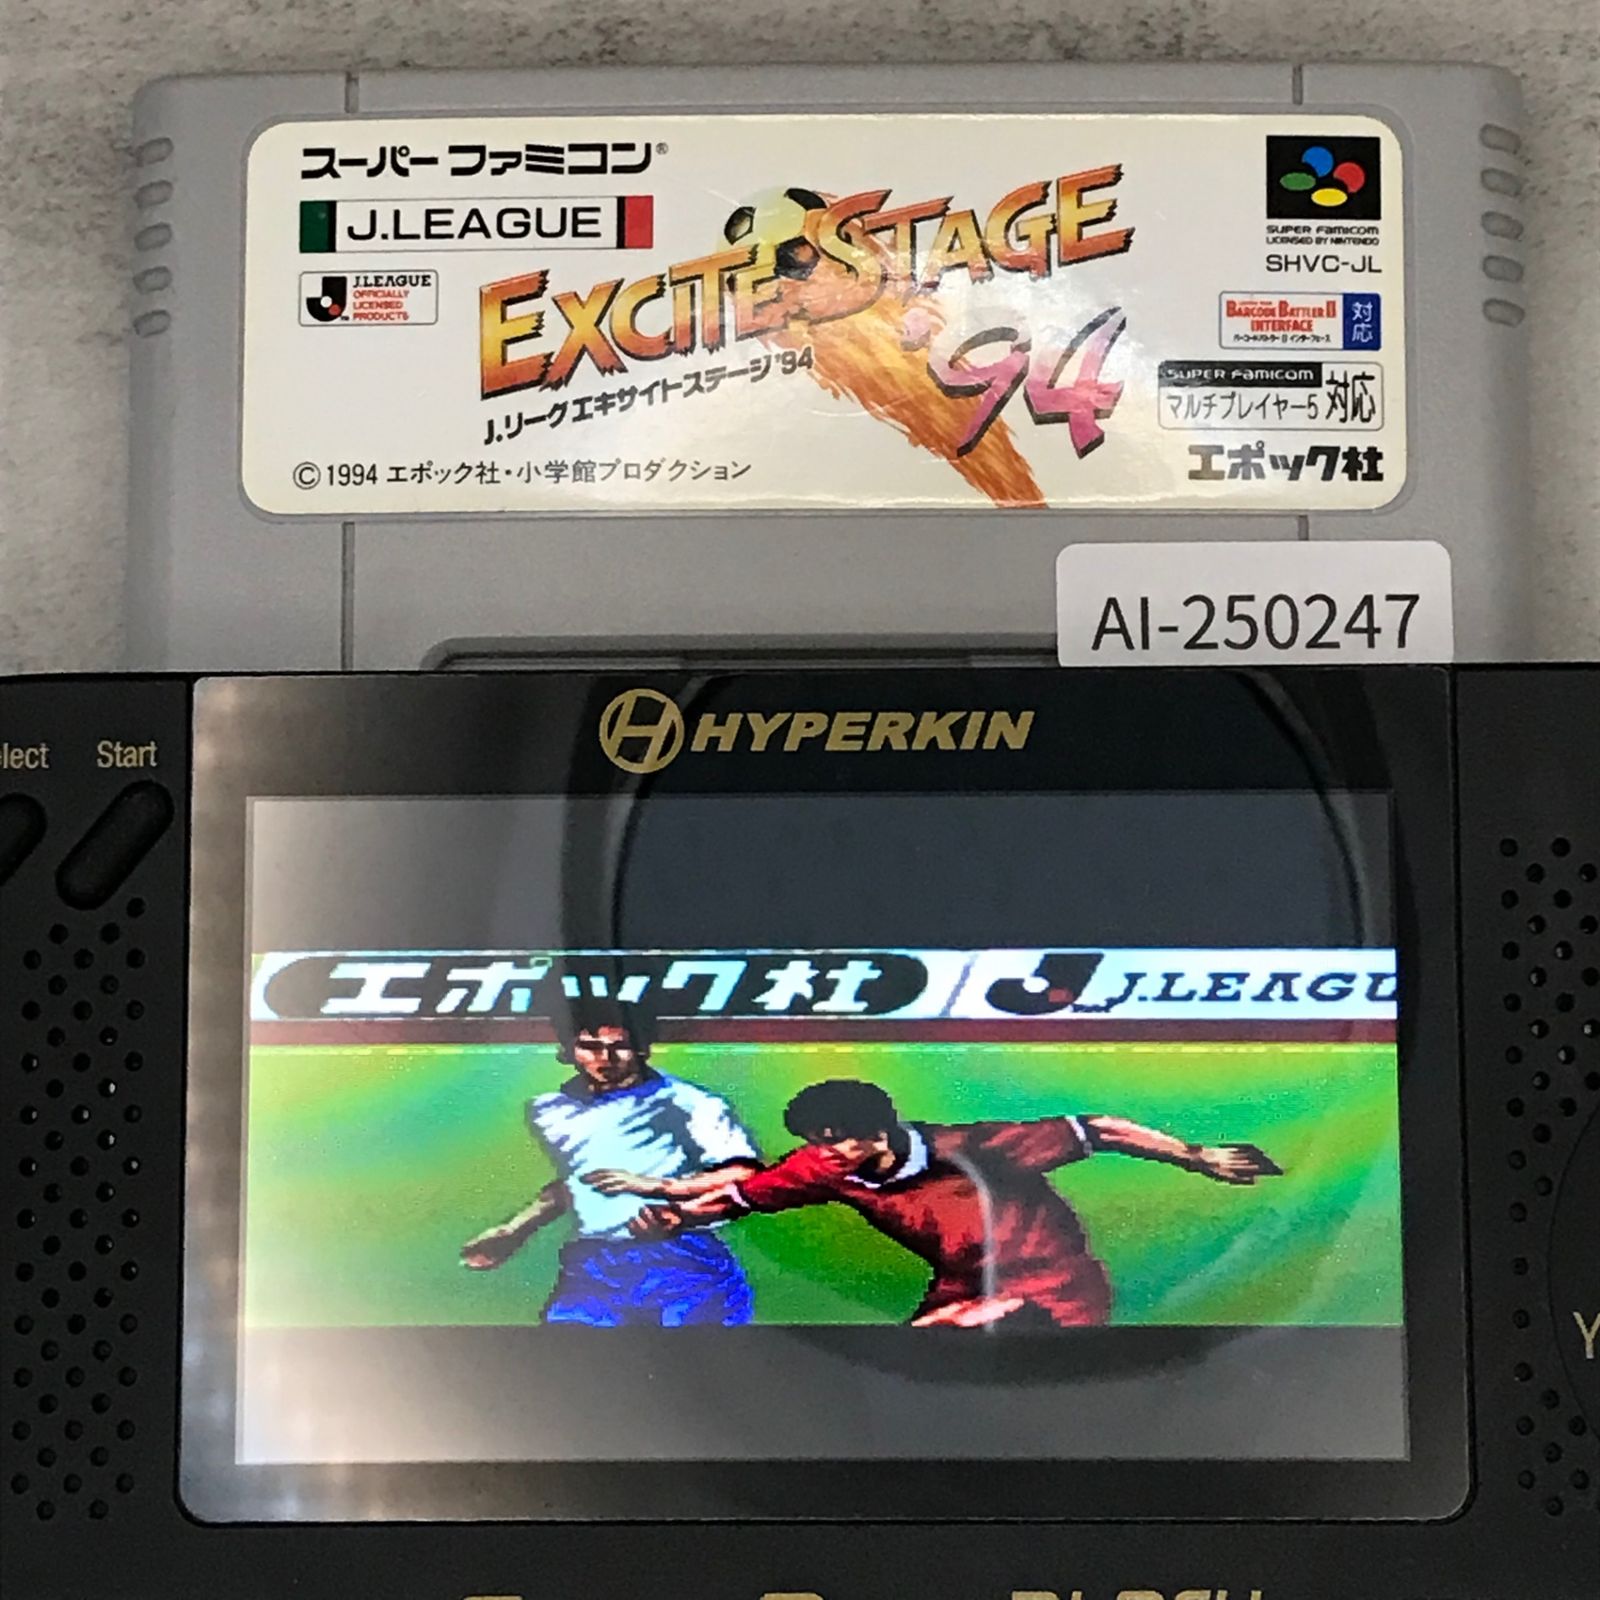 スーパーファミコン®
J.LEAGUE
J.LEAGUE
OFFICIALLY
LICENSED
PRODUCTS
EXCITE STAGE
'94
J.リーグエキサイトステージ'94
©1994 エポック社・小学館プロダクション
SUPER FAMICOM
LICENSED BY NINTENDO
SHVC-JL
BARCODE BATTLER II
INTERFACE
対応
SUPER FAMICOM
マルチプレイヤー5 対応
エポック社
AI-250247
HYPERKIN
lect
Start
エポック社
J.LEAGU
Y